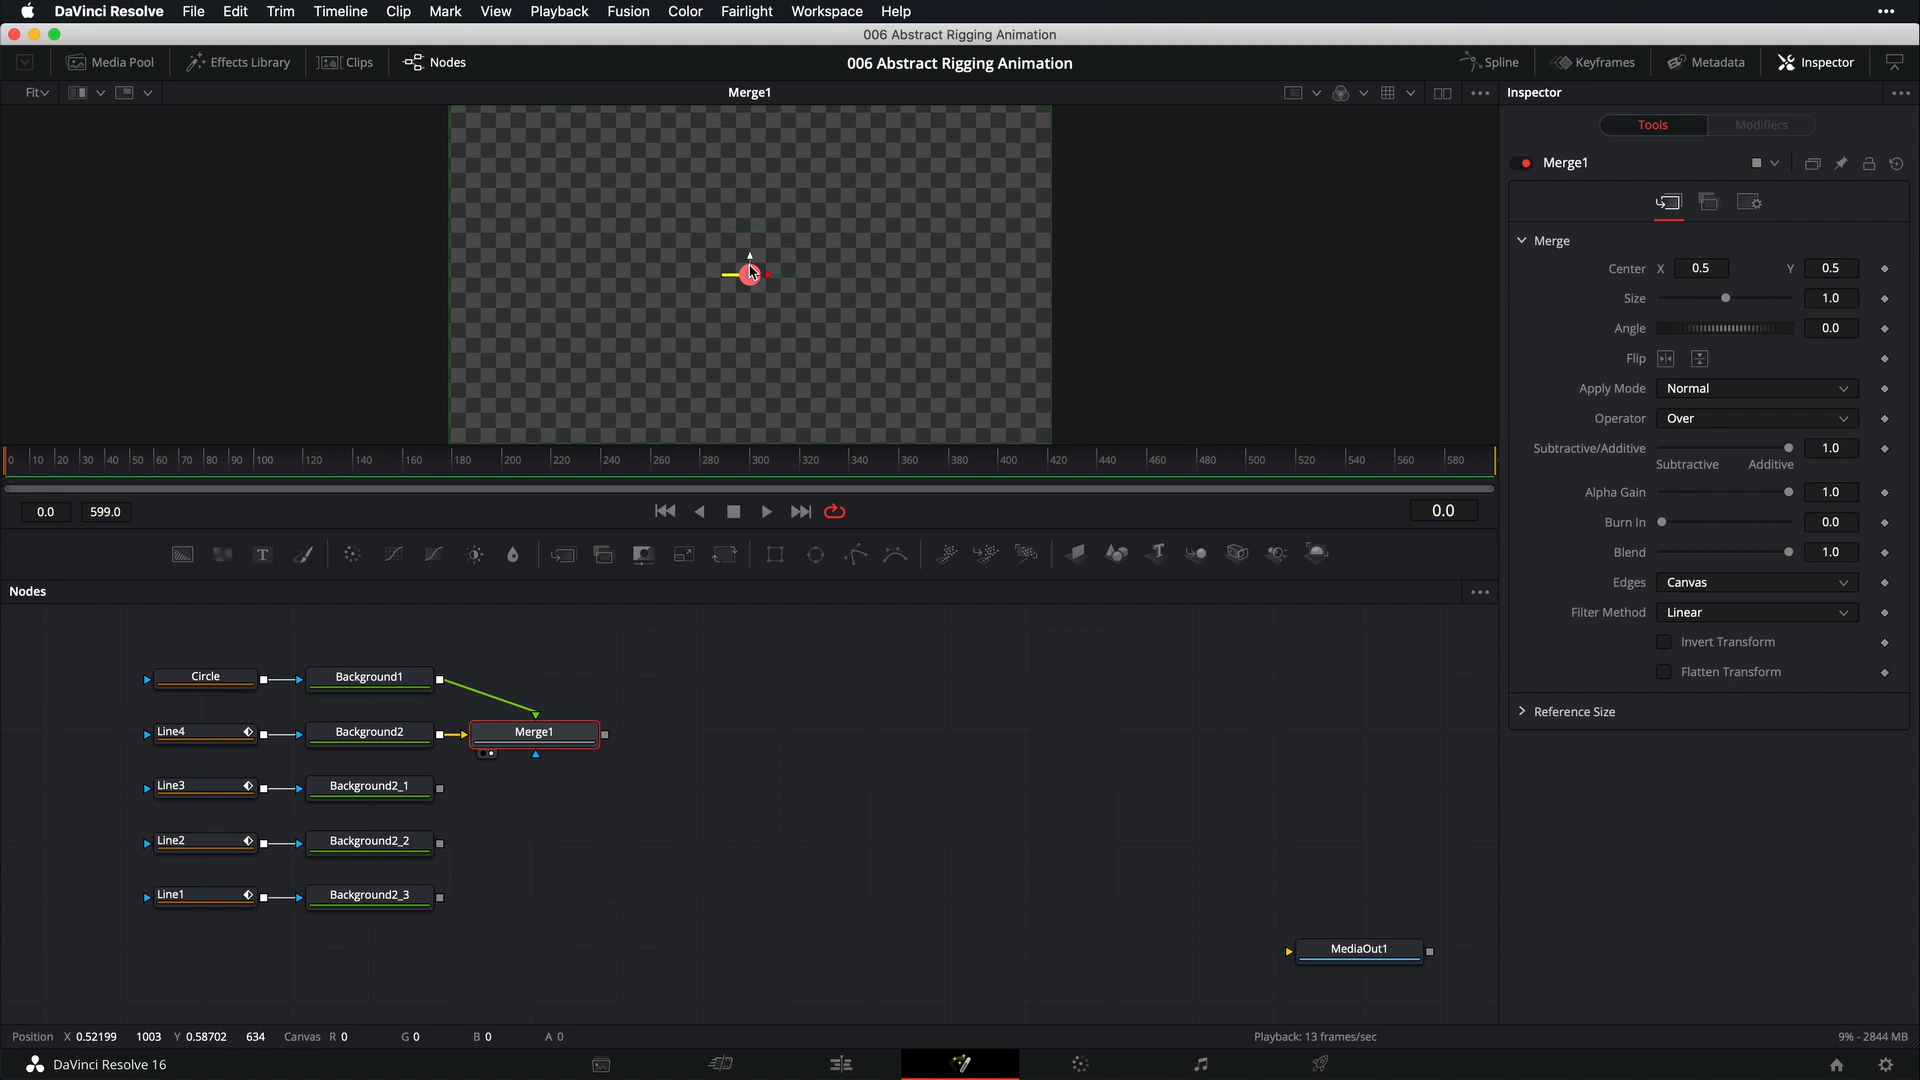 DaVinci Resolve File Edit Trim Timeline Clip Mark View Playback Fusion Color Fairlight Workspace Help
006 Abstract Rigging Animation
Media Pool Effects Library Clips Nodes 006 Abstract Rigging Animation Spline Keyframes Metadata Inspector
Fit Merge1 Inspector
Tools Modifiers
Merge1
Merge
Center X 0.5 Y 0.5
Size 1.0
Angle 0.0
Flip
Apply Mode Normal
Operator Over
Subtractive/Additive 1.0
Subtractive Additive
Alpha Gain 1.0
Burn In 0.0
Blend 1.0
Edges Canvas
Filter Method Linear
Invert Transform
Flatten Transform
Reference Size
0 10 20 30 40 50 60 70 80 90 100 120 140 160 180 200 220 240 260 280 300 320 340 360 380 400 420 440 460 480 500 520 540 560 580
0.0 599.0 0.0
T
Nodes
Circle Background1
Line4 Background2 Merge1
Line3 Background2_1
Line2 Background2_2
Line1 Background2_3
MediaOut1
Position X 0.52199 1003 Y 0.58702 634 Canvas R 0 G 0 B 0 A 0 Playback: 13 frames/sec 9% - 2844 MB
DaVinci Resolve 16